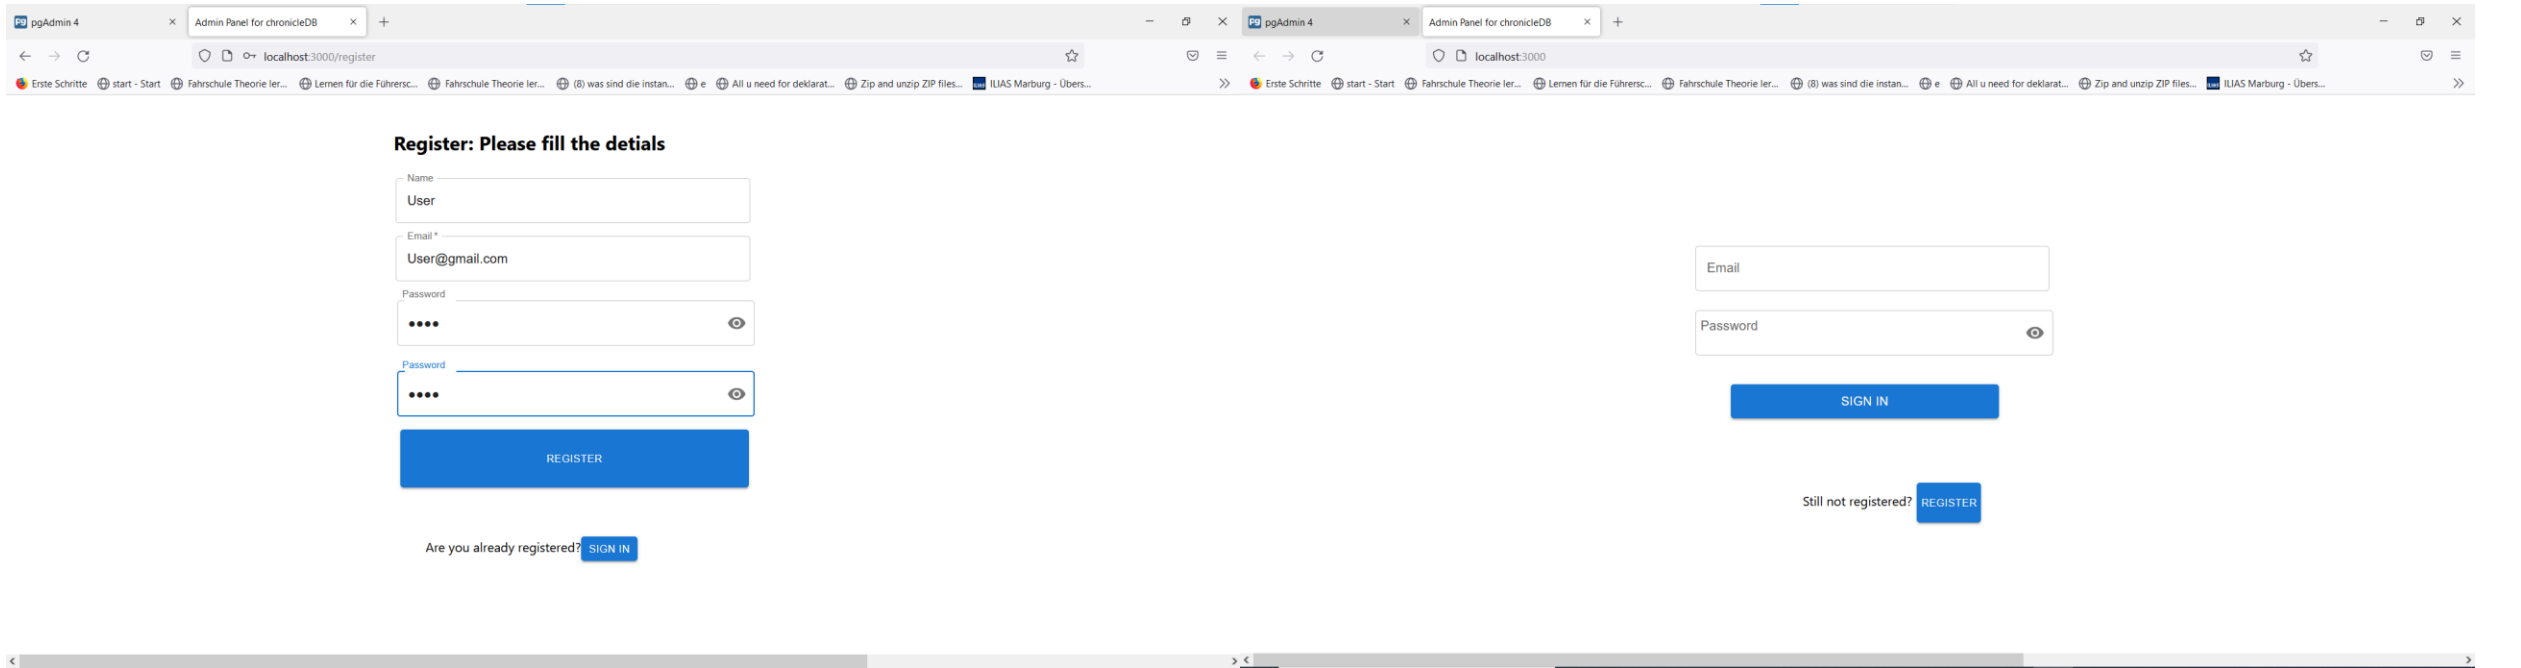 pgAdmin 4
Admin Panel for chronicleDB
localhost:3000/register
Erste Schritte start - Start Fahrschule Theorie ler... Lernen für die Führersc... Fahrschule Theorie ler... (8) was sind die instan... e All u need for deklarat... Zip and unzip ZIP files... ILIAS Marburg - Übers...
Register: Please fill the detials
Name
User
Email *
User@gmail.com
Password
••••
Password
••••
REGISTER
Are you already registered? SIGN IN
pgAdmin 4
Admin Panel for chronicleDB
localhost:3000
Erste Schritte start - Start Fahrschule Theorie ler... Lernen für die Führersc... Fahrschule Theorie ler... (8) was sind die instan... e All u need for deklarat... Zip and unzip ZIP files... ILIAS Marburg - Übers...
Email
Password
SIGN IN
Still not registered? REGISTER